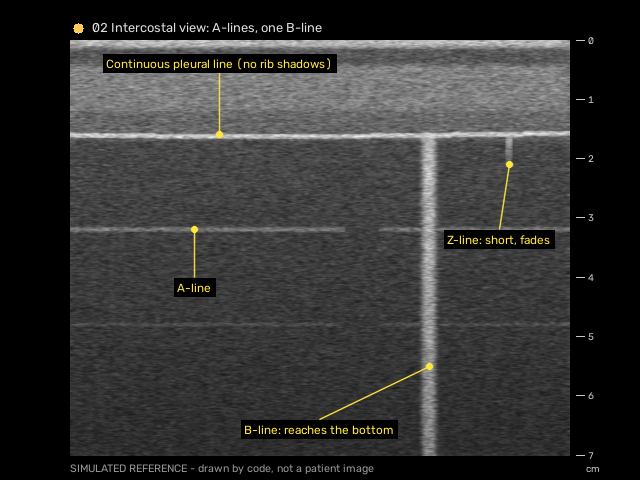 02 Intercostal view: A-lines, one B-line
0
Continuous pleural line (no rib shadows)
1
2
3
Z-line: short, fades
4
A-line
5
6
B-line: reaches the bottom
7
SIMULATED REFERENCE - drawn by code, not a patient image
cm